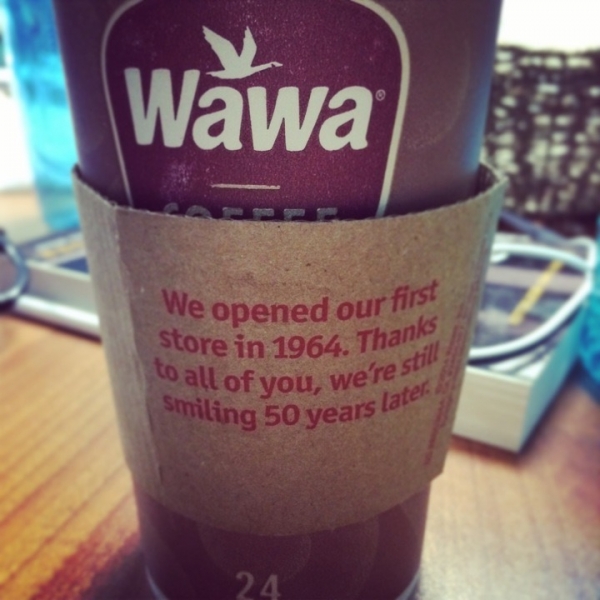 Wawa®
COFFEE
We opened our first
store in 1964. Thanks
to all of you, we're still
smiling 50 years later.
24